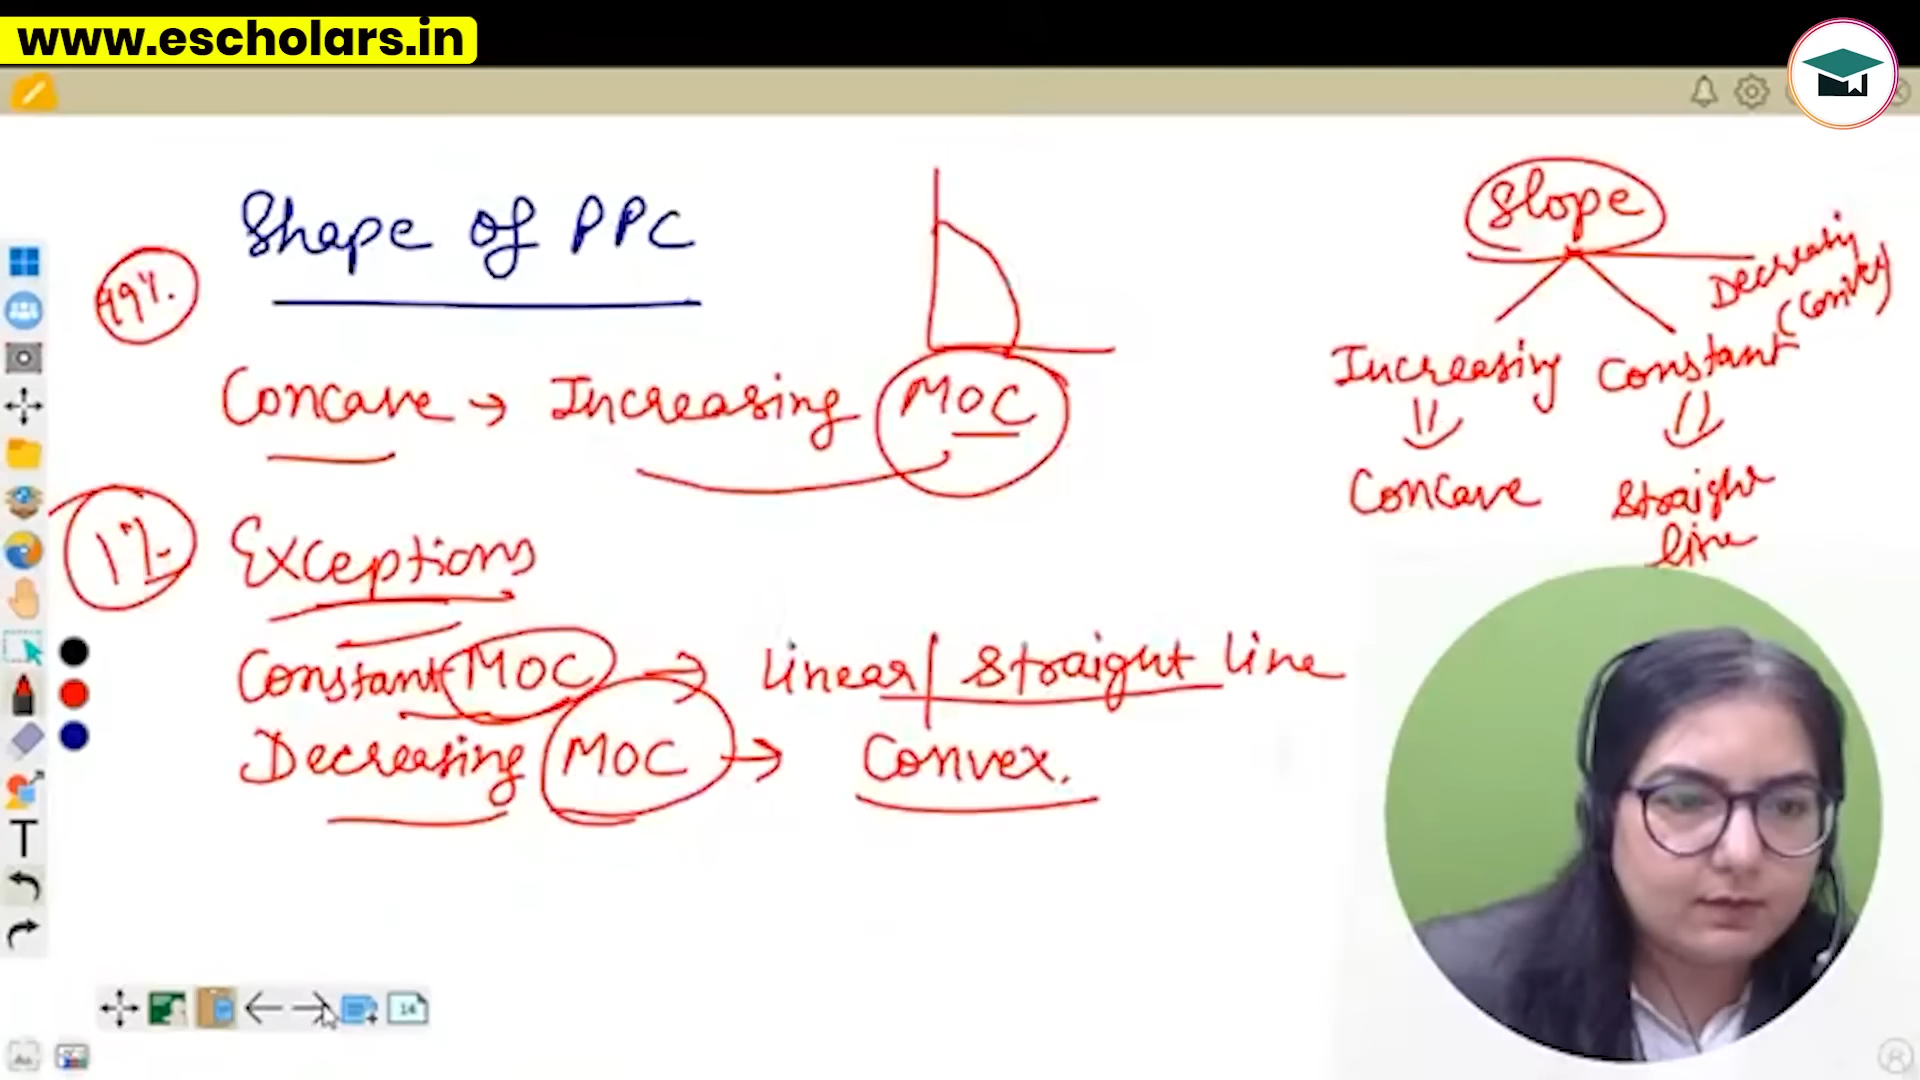 www.escholars.in
Shape of PPC
99%.
Concave → Increasing MOC
1%.
Exceptions
Constant MOC → Linear/Straight Line
Decreasing MOC → Convex.
Slope
Increasing
Constant
Decreasing
Concave
Straight
line
T
14